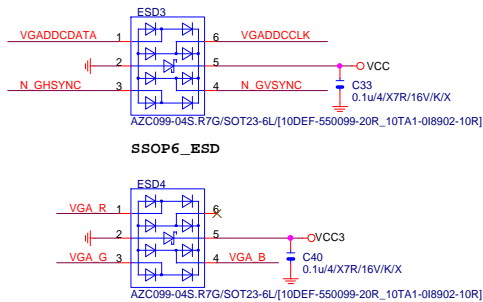 ESD3
VGADDCDATA 1 6 VGADDCCLK
2 5 VCC
N_GHSYNC 3 4 N_GVSYNC
C33
0.1u/4/X7R/16V/K/X
AZC099-04S.R7G/SOT23-6L/[10DEF-550099-20R_10TA1-0I8902-10R]
SSOP6_ESD
ESD4
VGA_R 1 6
2 5 VCC3
VGA_G 3 4 VGA_B
C40
0.1u/4/X7R/16V/K/X
AZC099-04S.R7G/SOT23-6L/[10DEF-550099-20R_10TA1-0I8902-10R]